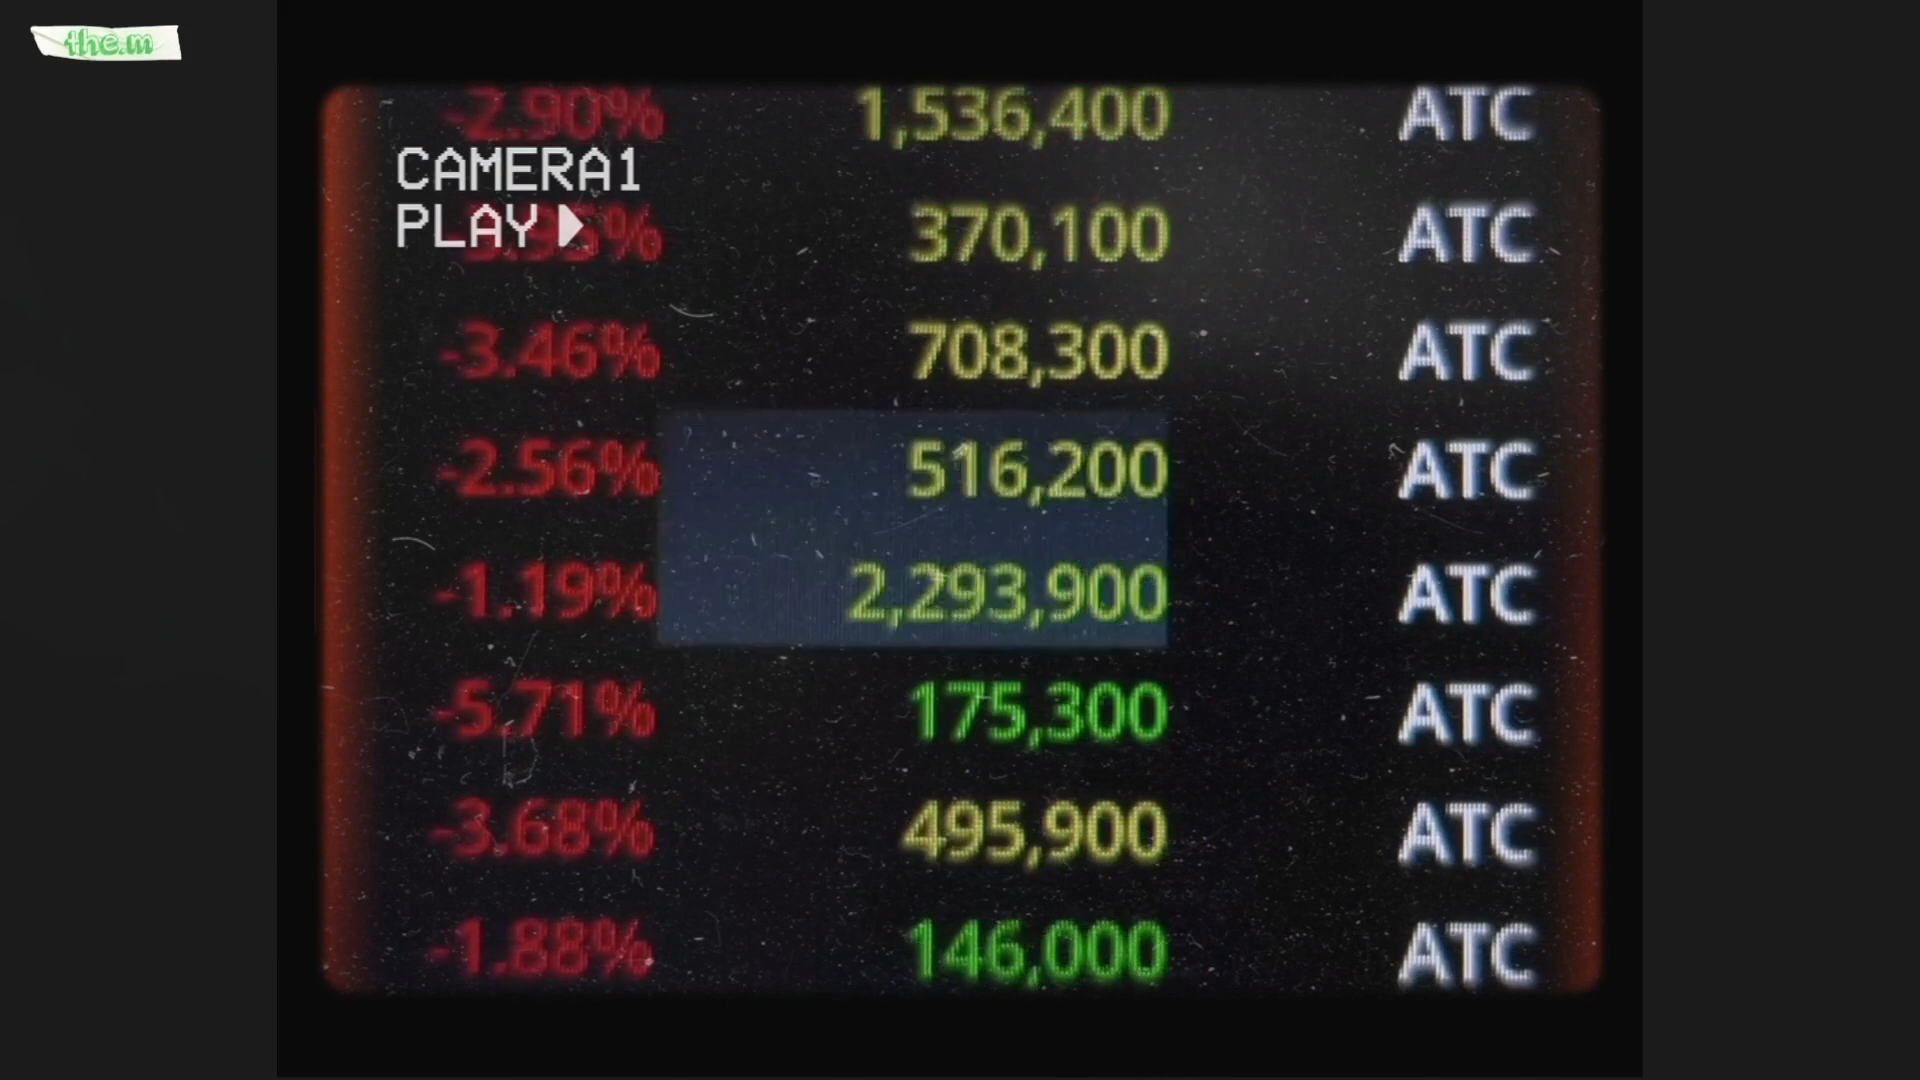 the.m
-2.90% 1,536,400 ATC
CAMERA1
PLAY
370,100 ATC
-3.46% 708,300 ATC
-2.56% 516,200 ATC
-1.19% 2,293,900 ATC
-5.71% 175,300 ATC
-3.68% 495,900 ATC
-1.88% 146,000 ATC